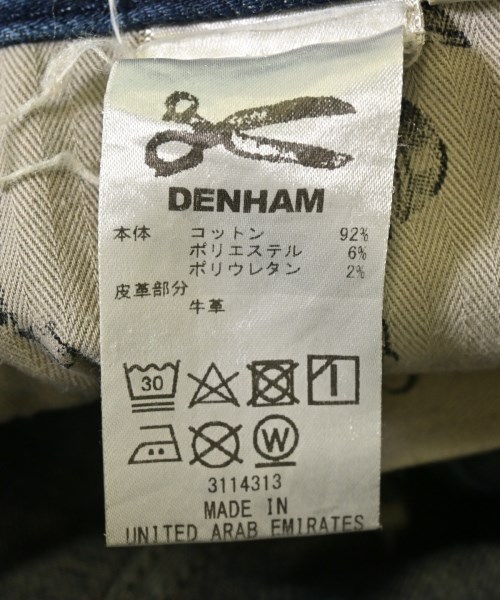 DENHAM
本体 コットン 92%
ポリエステル 6%
ポリウレタン 2%
皮革部分
牛革
30
W
3114313
MADE IN
UNITED ARAB EMIRATES